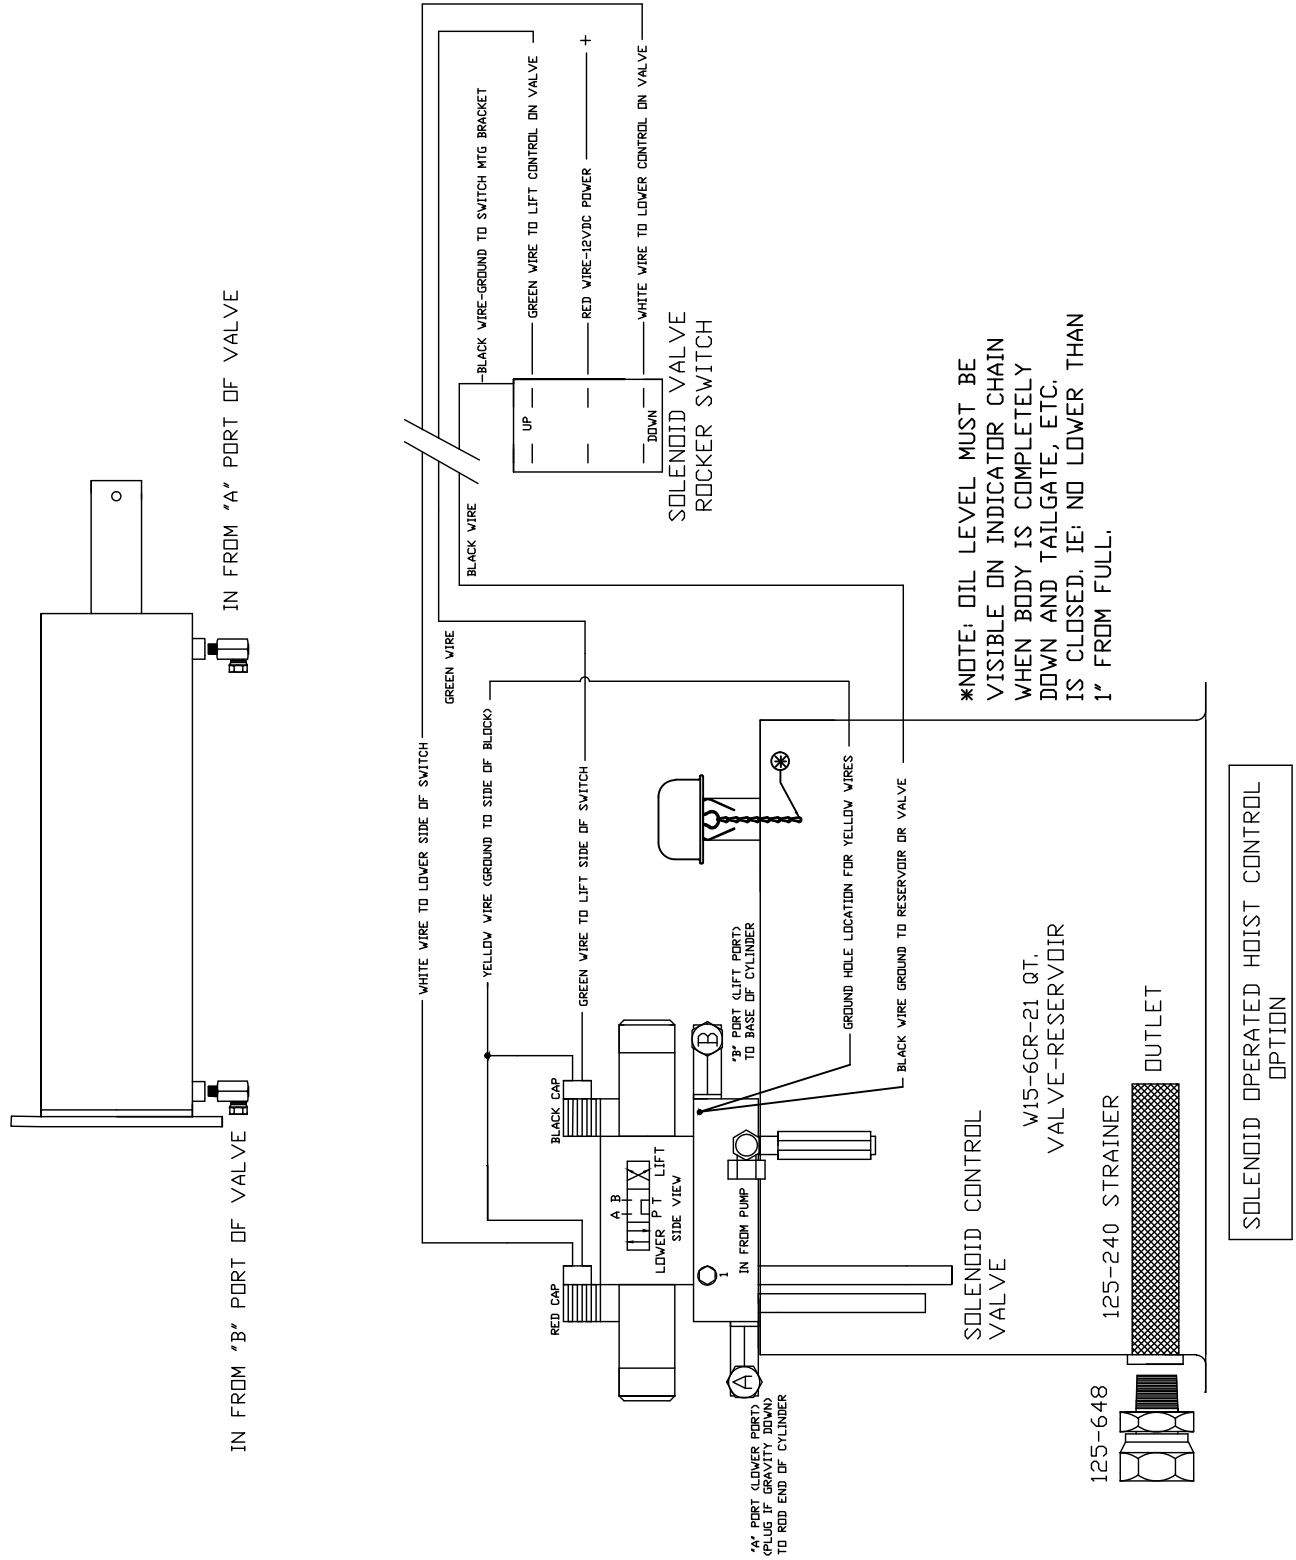 IN FROM "B" PORT OF VALVE
IN FROM "A" PORT OF VALVE
WHITE WIRE TO LOWER SIDE OF SWITCH
GREEN WIRE
BLACK WIRE
YELLOW WIRE (GROUND TO SIDE OF BLOCK)
GREEN WIRE TO LIFT SIDE OF SWITCH
BLACK WIRE-GROUND TO SWITCH MTG BRACKET
GREEN WIRE TO LIFT CONTROL ON VALVE
RED WIRE-12VDC POWER
+
WHITE WIRE TO LOWER CONTROL ON VALVE
UP
DOWN
SOLENOID VALVE
ROCKER SWITCH
RED CAP
BLACK CAP
A B
LOWER P T LIFT
SIDE VIEW
1
IN FROM PUMP
A
B
"A" PORT (LOWER PORT)
(PLUG IF GRAVITY DOWN)
TO ROD END OF CYLINDER
"B" PORT (LIFT PORT)
TO BASE OF CYLINDER
*
GROUND HOLE LOCATION FOR YELLOW WIRES
BLACK WIRE GROUND TO RESERVOIR OR VALVE
SOLENOID CONTROL
VALVE
W15-6CR-21 QT.
VALVE-RESERVOIR
*NOTE: OIL LEVEL MUST BE
VISIBLE ON INDICATOR CHAIN
WHEN BODY IS COMPLETELY
DOWN AND TAILGATE, ETC.
IS CLOSED. IE: NO LOWER THAN
1" FROM FULL.
125-648
125-240 STRAINER
OUTLET
SOLENOID OPERATED HOIST CONTROL
OPTION